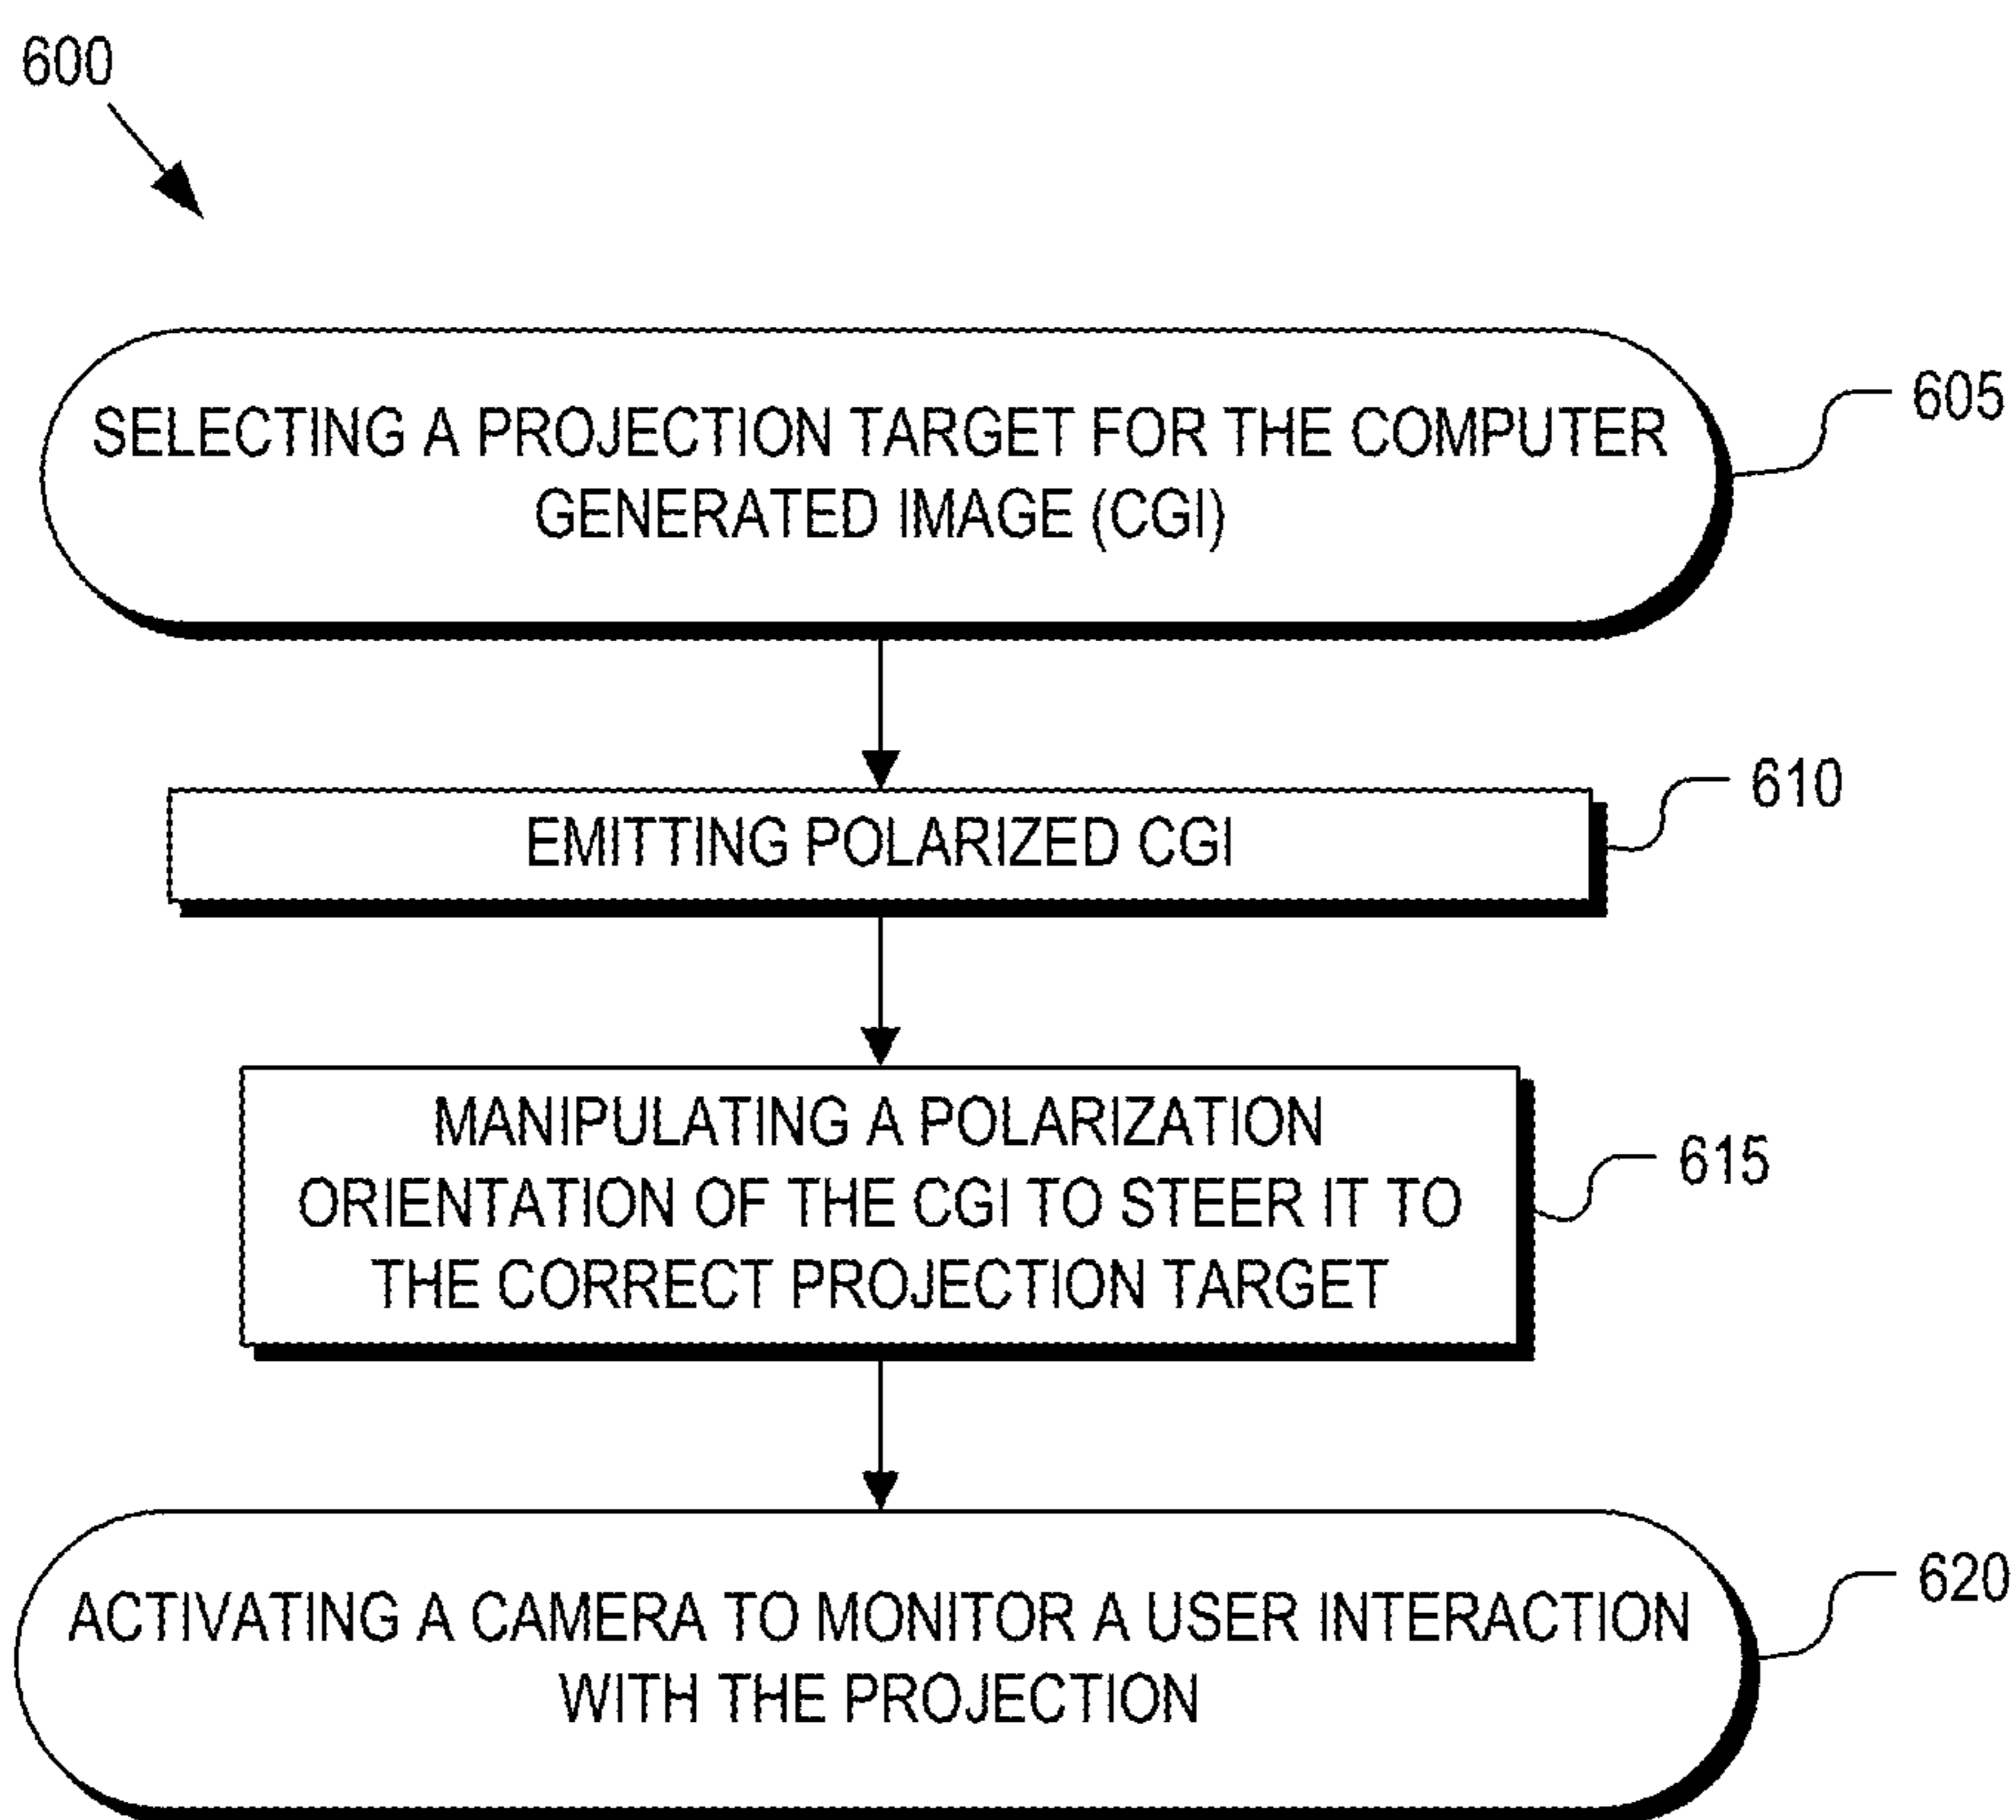 600
SELECTING A PROJECTION TARGET FOR THE COMPUTER
GENERATED IMAGE (CGI)
605
EMITTING POLARIZED CGI
610
MANIPULATING A POLARIZATION
ORIENTATION OF THE CGI TO STEER IT TO
THE CORRECT PROJECTION TARGET
615
ACTIVATING A CAMERA TO MONITOR A USER INTERACTION
WITH THE PROJECTION
620